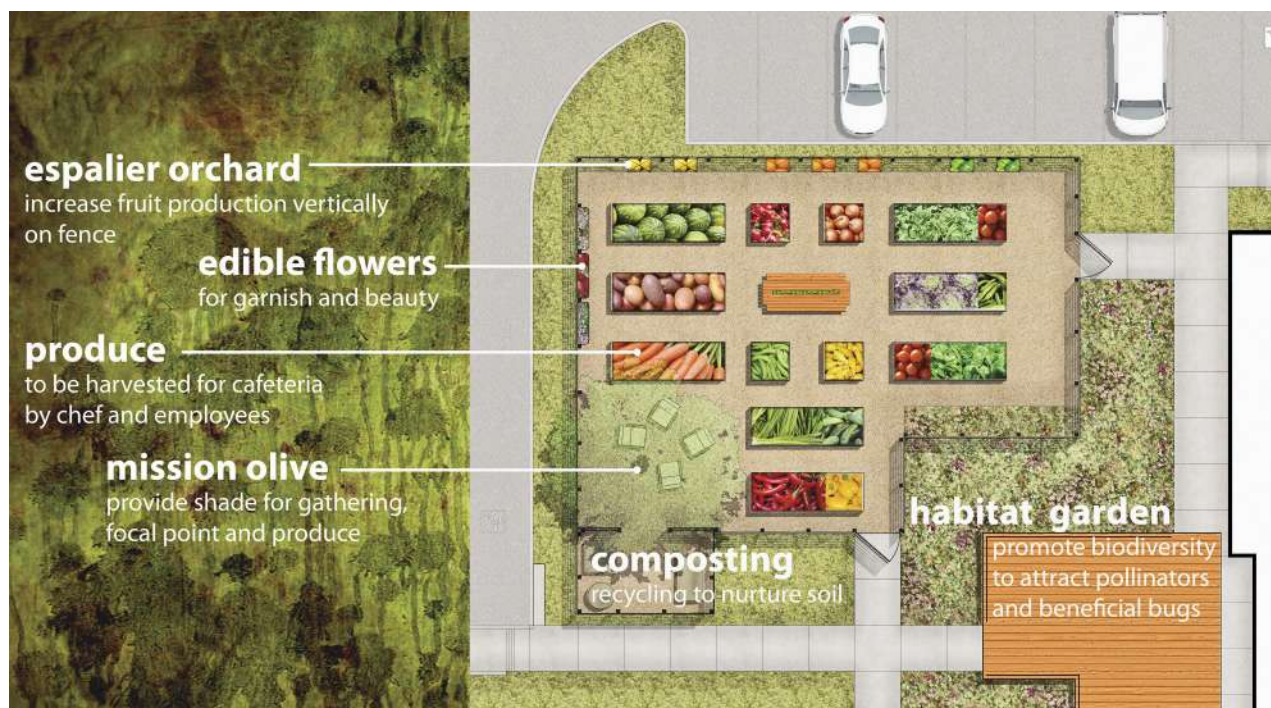 espalier orchard
increase fruit production vertically
on fence
edible flowers
for garnish and beauty
produce
to be harvested for cafeteria
by chef and employees
mission olive
provide shade for gathering,
focal point and produce
composting
recycling to nurture soil
habitat garden
promote biodiversity
to attract pollinators
and beneficial bugs